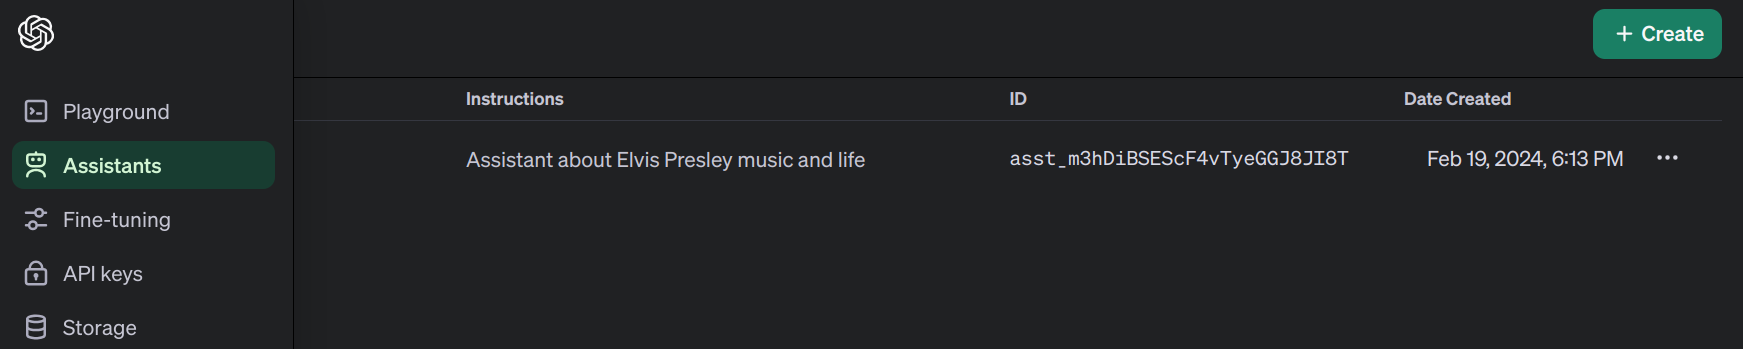 + Create
Playground
Assistants
Fine-tuning
API keys
Storage
Instructions ID Date Created
Assistant about Elvis Presley music and life asst_m3hDiBSEScF4vTyeGGJ8JI8T Feb 19, 2024, 6:13 PM ...